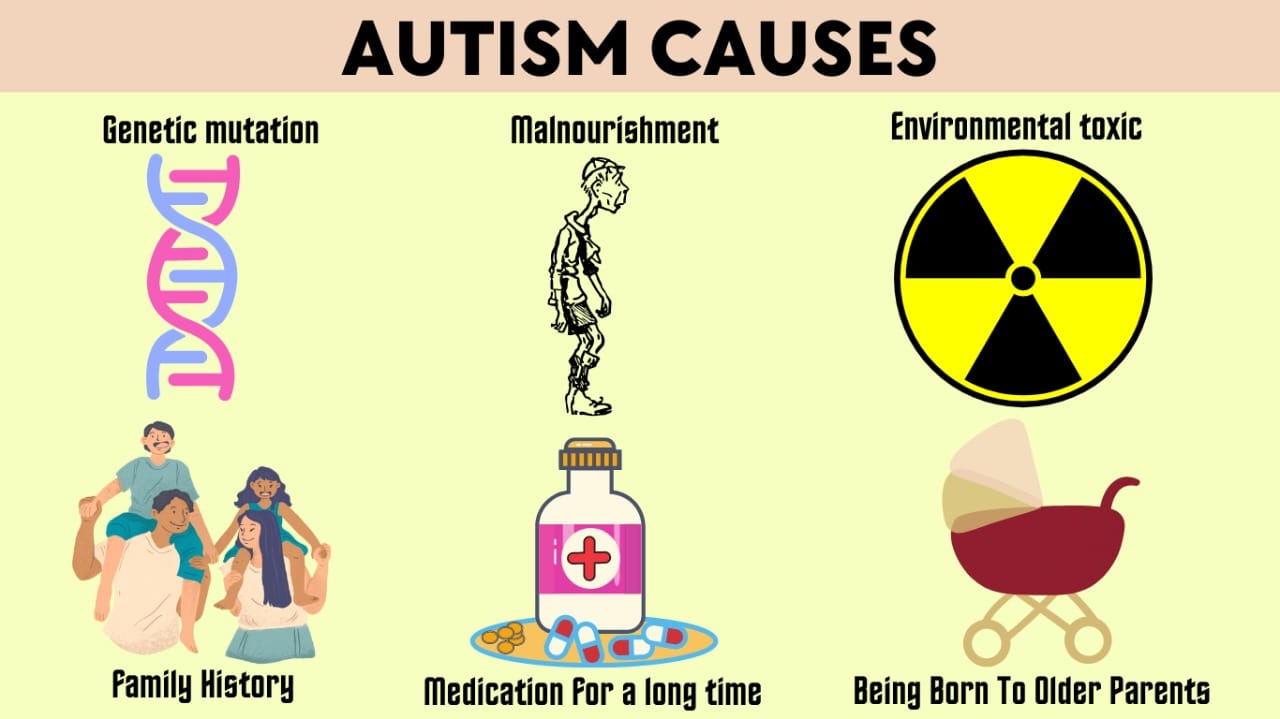 AUTISM CAUSES
Genetic mutation
Malnourishment
Environmental toxic
Family History
Medication for a long time
Being Born To Older Parents